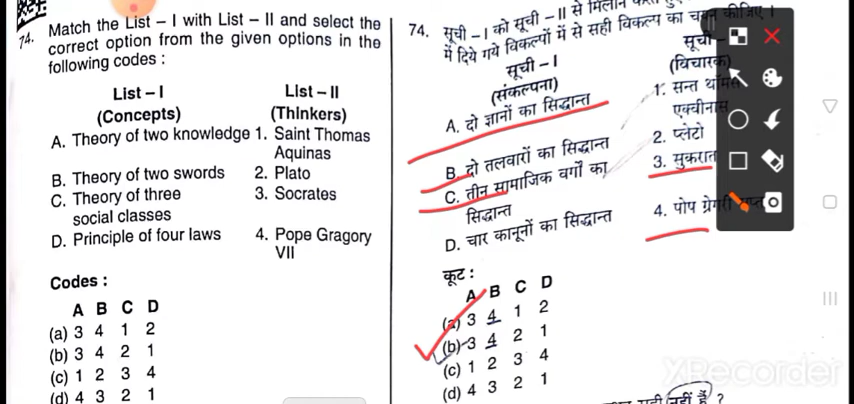 74. Match the List – I with List – II and select the
correct option from the given options in the
following codes :
List – I List – II
(Concepts) (Thinkers)
A. Theory of two knowledge 1. Saint Thomas
Aquinas
B. Theory of two swords 2. Plato
C. Theory of three 3. Socrates
social classes
D. Principle of four laws 4. Pope Gragory
VII
Codes :
A B C D
(a) 3 4 1 2
(b) 3 4 2 1
(c) 1 2 3 4
(d) 4 3 2 1
74. सूची – I को सूची – II से मिलान
में दिये गये विकल्पों में से सही विकल्प का चयन कीजिए ।
सूची – I सूची
(संकल्पना) (विचारक)
A. दो ज्ञानों का सिद्धान्त 1. सन्त थॉमस
एक्वीनास
B. दो तलवारों का सिद्धान्त 2. प्लेटो
C. तीन सामाजिक वर्गों का 3. सुकरात
सिद्धान्त
D. चार कानूनों का सिद्धान्त 4. पोप ग्रेगरी
कूट :
A B C D
(a) 3 4 1 2
(b) 3 4 2 1
(c) 1 2 3 4
(d) 4 3 2 1
नहीं हैं ?
XRecorder